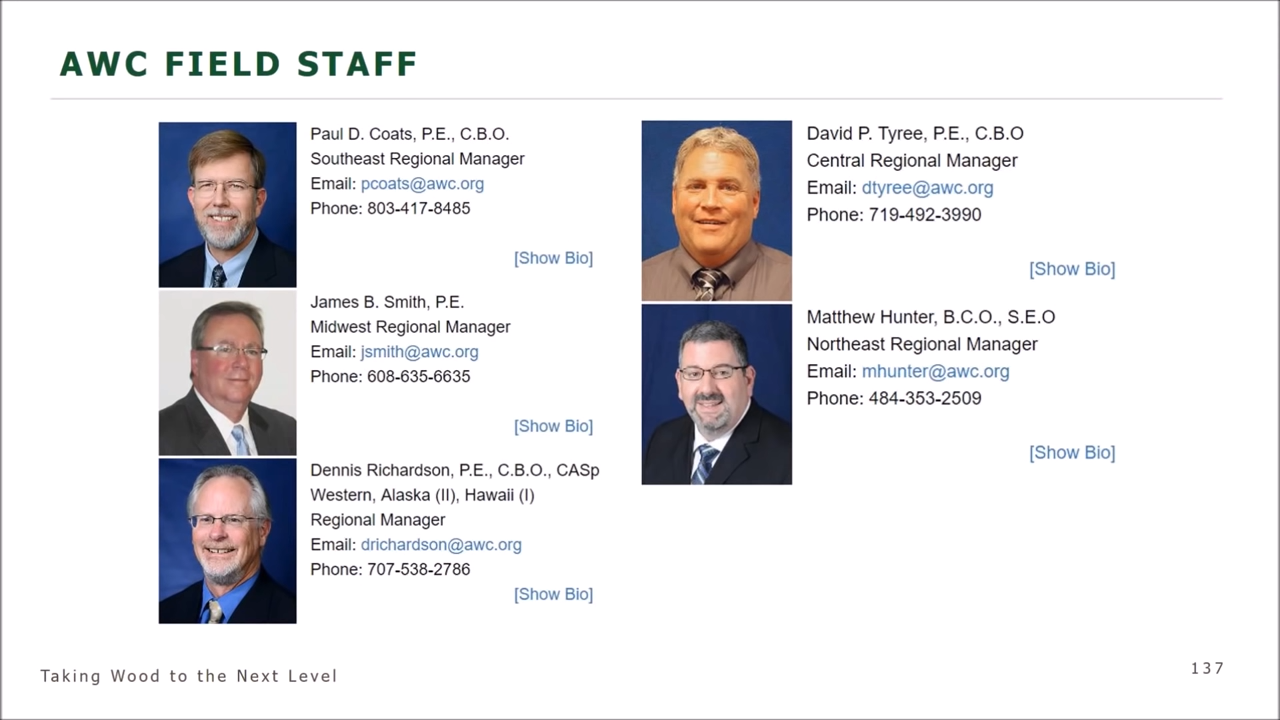 AWC FIELD STAFF
Paul D. Coats, P.E., C.B.O.
Southeast Regional Manager
Email: pcoats@awc.org
Phone: 803-417-8485
[Show Bio]
James B. Smith, P.E.
Midwest Regional Manager
Email: jsmith@awc.org
Phone: 608-635-6635
[Show Bio]
Dennis Richardson, P.E., C.B.O., CASp
Western, Alaska (II), Hawaii (I)
Regional Manager
Email: drichardson@awc.org
Phone: 707-538-2786
[Show Bio]
David P. Tyree, P.E., C.B.O
Central Regional Manager
Email: dtyree@awc.org
Phone: 719-492-3990
[Show Bio]
Matthew Hunter, B.C.O., S.E.O
Northeast Regional Manager
Email: mhunter@awc.org
Phone: 484-353-2509
[Show Bio]
Taking Wood to the Next Level
137